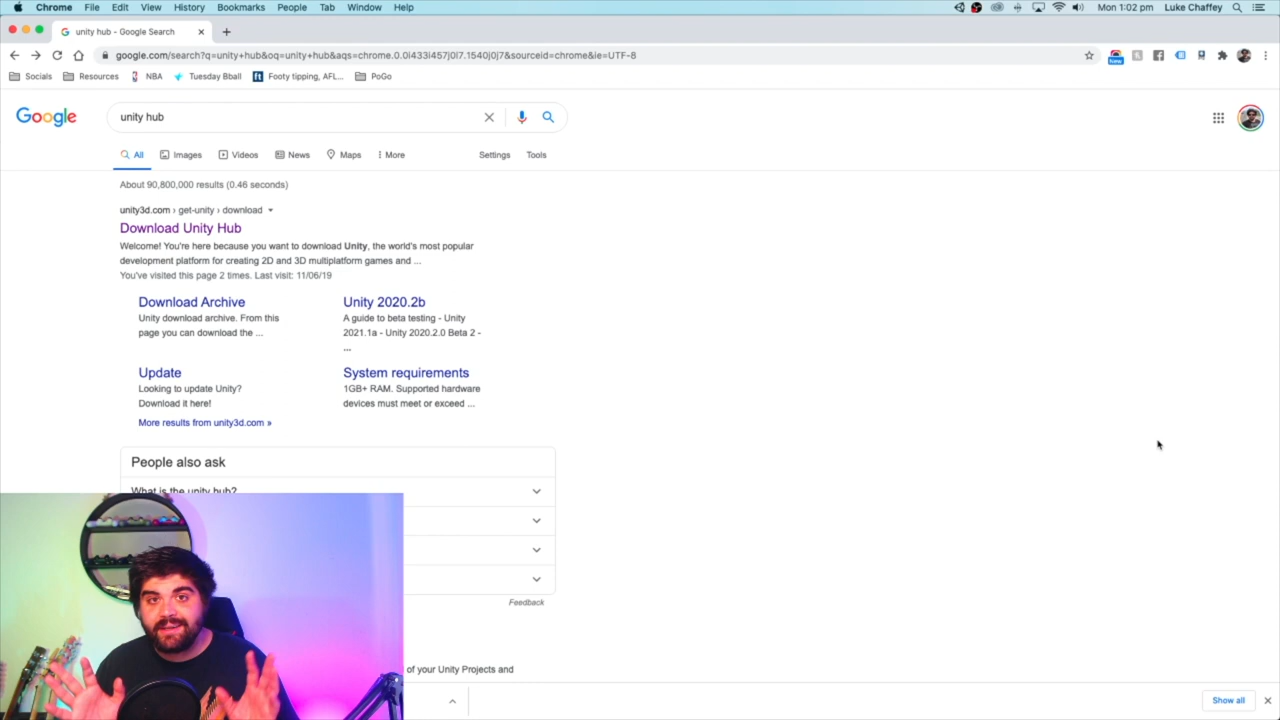 Chrome File Edit View History Bookmarks People Tab Window Help Mon 1:02 pm Luke Chaffey
unity hub - Google Search
google.com/search?q=unity+hub&oq=unity+hub&aqs=chrome.0.0l433i457j0l7.1540j0j7&sourceid=chrome&ie=UTF-8
New
Socials Resources NBA Tuesday Bball Footy tipping, AFL... PoGo
Google unity hub
All Images Videos News Maps More Settings Tools
About 90,800,000 results (0.46 seconds)
unity3d.com › get-unity › download
Download Unity Hub
Welcome! You're here because you want to download Unity, the world's most popular
development platform for creating 2D and 3D multiplatform games and ...
You've visited this page 2 times. Last visit: 11/06/19
Download Archive
Unity download archive. From this
page you can download the ...
Unity 2020.2b
A guide to beta testing - Unity
2021.1a - Unity 2020.2.0 Beta 2 -
...
Update
Looking to update Unity?
Download it here!
System requirements
1GB+ RAM. Supported hardware
devices must meet or exceed ...
More results from unity3d.com »
People also ask
What is the unity hub?
Feedback
of your Unity Projects and
Show all